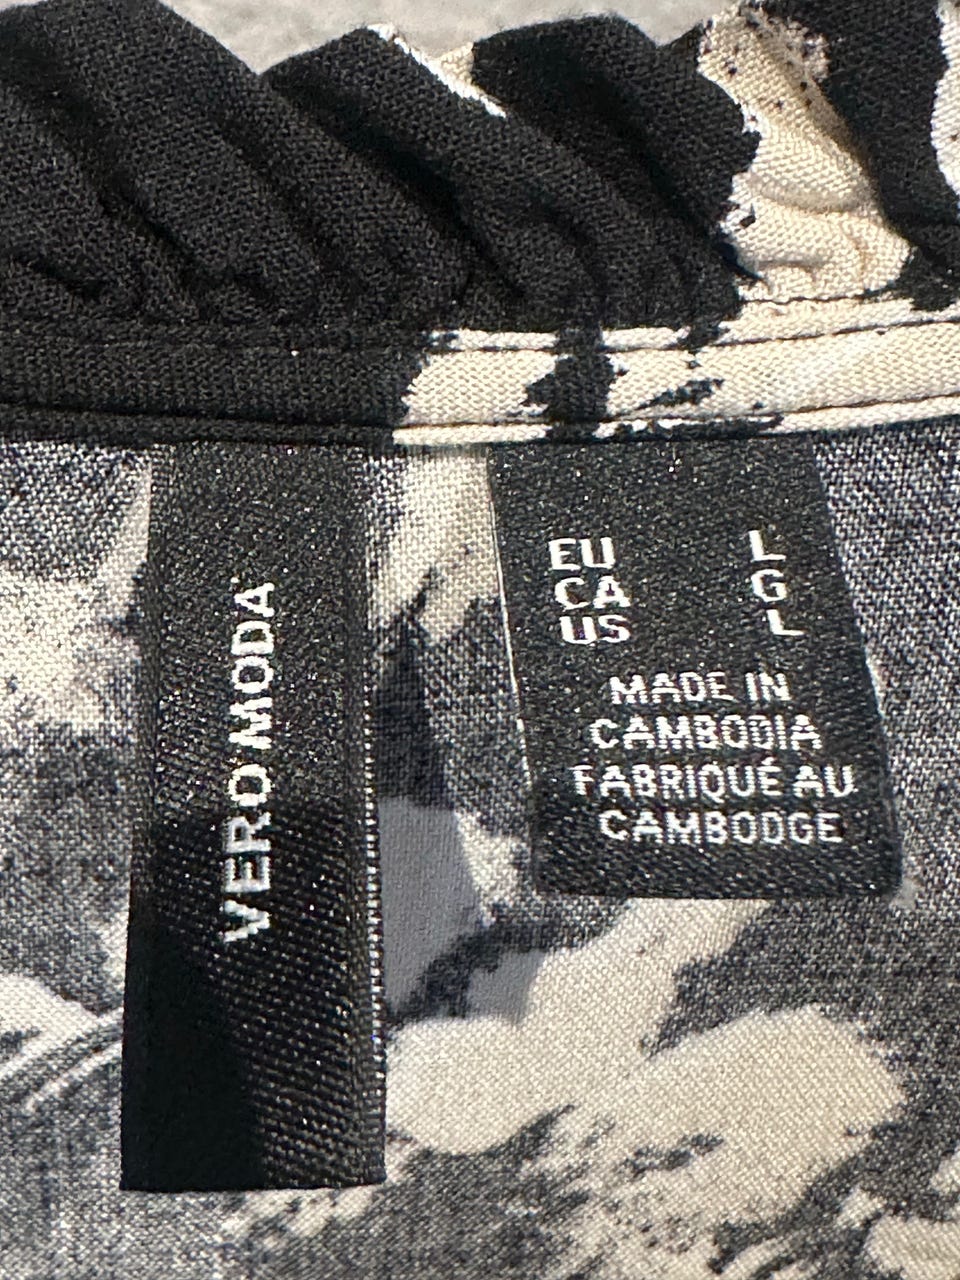 VERO MODA
EU L
CA G
US L
MADE IN
CAMBODIA
FABRIQUÉ AU
CAMBODGE